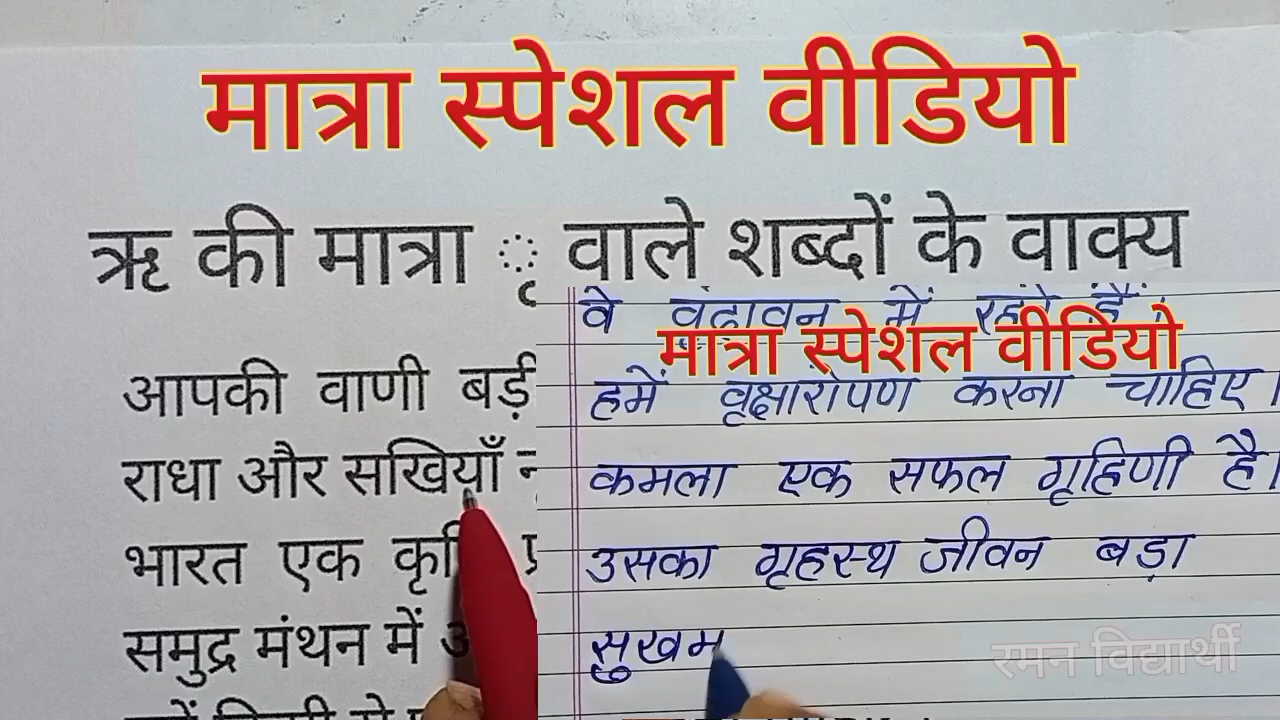 मात्रा स्पेशल वीडियो
ऋ की मात्रा ृ वाले शब्दों के वाक्य
आपकी वाणी बड़ी
राधा और सखियाँ
भारत एक
समुद्र मंथन में
वे वृंदावन में रहते हैं।
मात्रा स्पेशल वीडियो
हमें वृक्षारोपण करना चाहिए।
कमला एक सफल गृहिणी है।
उसका गृहस्थ जीवन बड़ा
सुखम
रमन विद्यार्थी